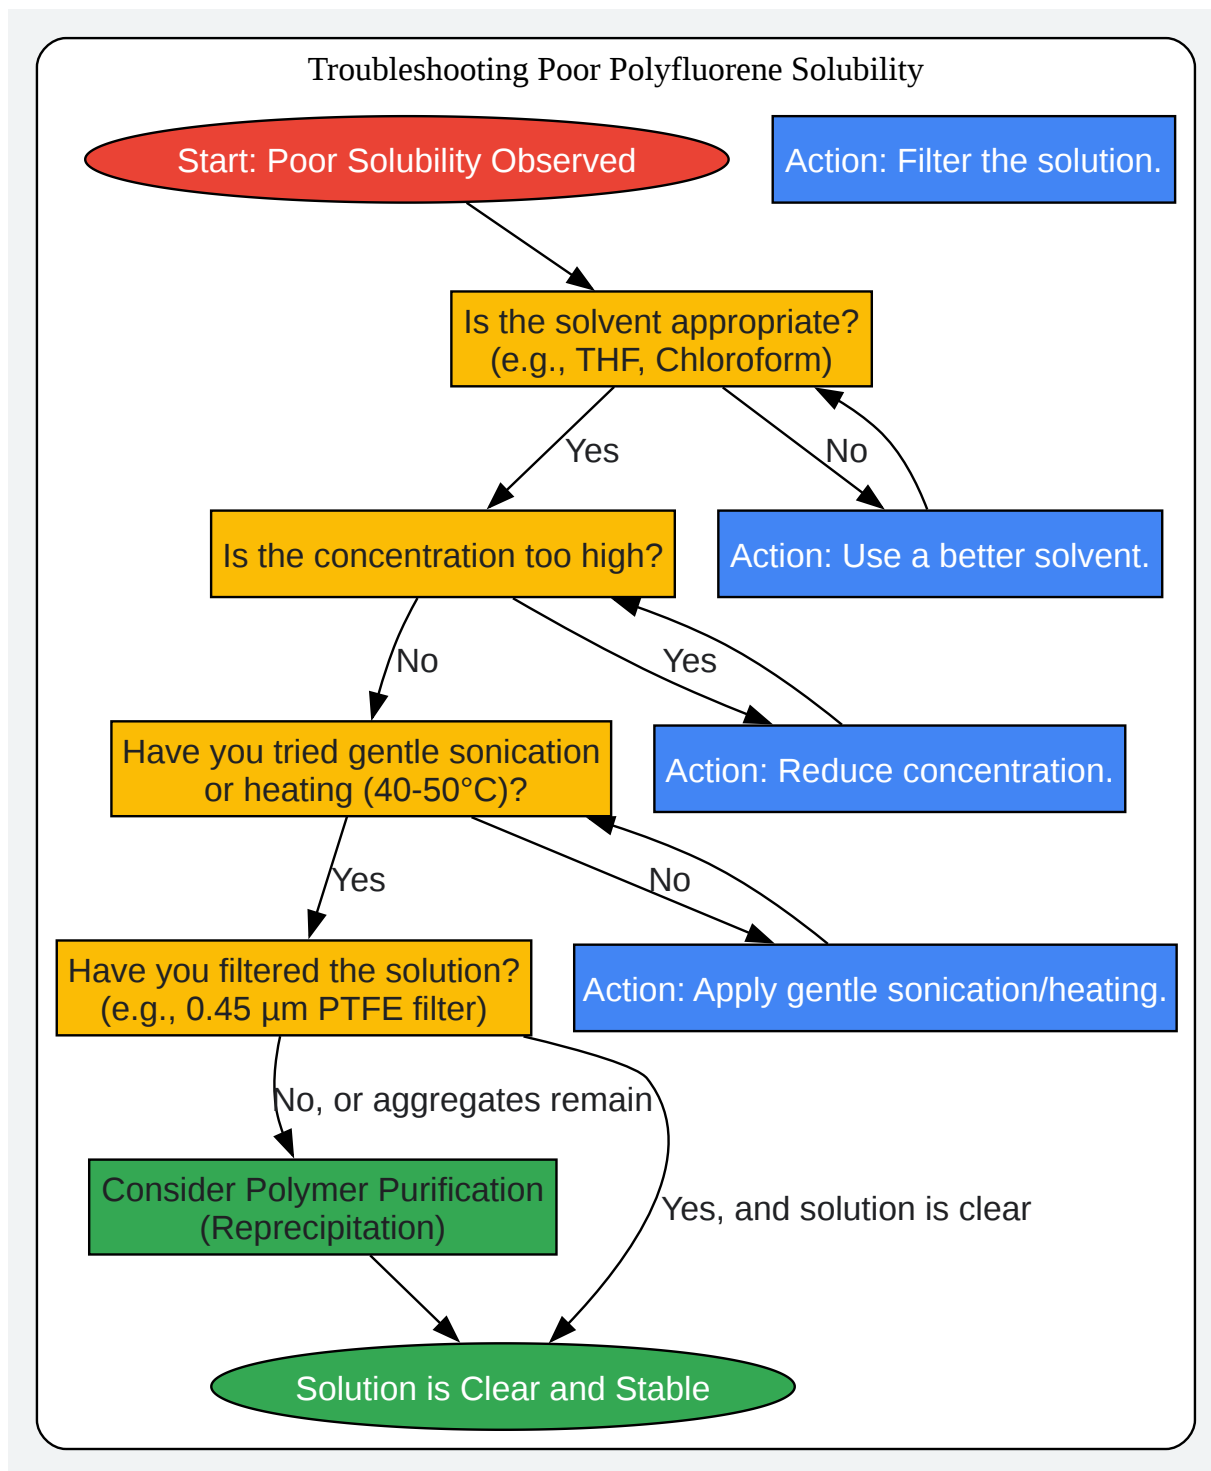 Troubleshooting Poor Polyfluorene Solubility
Start: Poor Solubility Observed
Action: Filter the solution.
Is the solvent appropriate?
(e.g., THF, Chloroform)
Yes
No
Is the concentration too high?
Action: Use a better solvent.
No
Yes
Have you tried gentle sonication
or heating (40-50°C)?
Action: Reduce concentration.
Yes
No
Have you filtered the solution?
(e.g., 0.45 µm PTFE filter)
Action: Apply gentle sonication/heating.
No, or aggregates remain
Consider Polymer Purification
(Reprecipitation)
Yes, and solution is clear
Solution is Clear and Stable